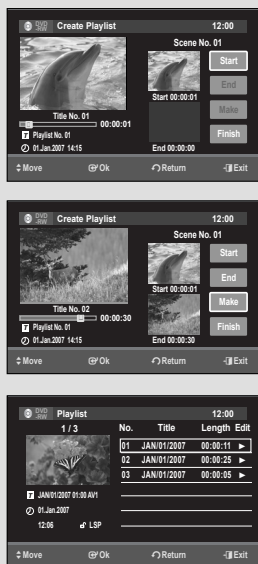 DVD -RW Create Playlist 12:00
Scene No. 01
Start
End
Make
Finish
Start 00:00:01
Title No. 01
00:00:01
Playlist No. 01
01.Jan.2007 14:15
End 00:00:00
Move Ok Return Exit
DVD -RW Create Playlist 12:00
Scene No. 01
Start
End
Make
Finish
Start 00:00:01
Title No. 02
00:00:30
Playlist No. 01
01.Jan.2007 14:15
End 00:00:30
Move Ok Return Exit
DVD -RW Playlist 12:00
1 / 3 No. Title Length Edit
01 JAN/01/2007 00:00:11 ►
02 JAN/01/2007 00:00:25 ►
03 JAN/01/2007 00:00:05 ►
JAN/01/2007 01:00 AV1
01.Jan.2007
12:06 LSP
Move Ok Return Exit